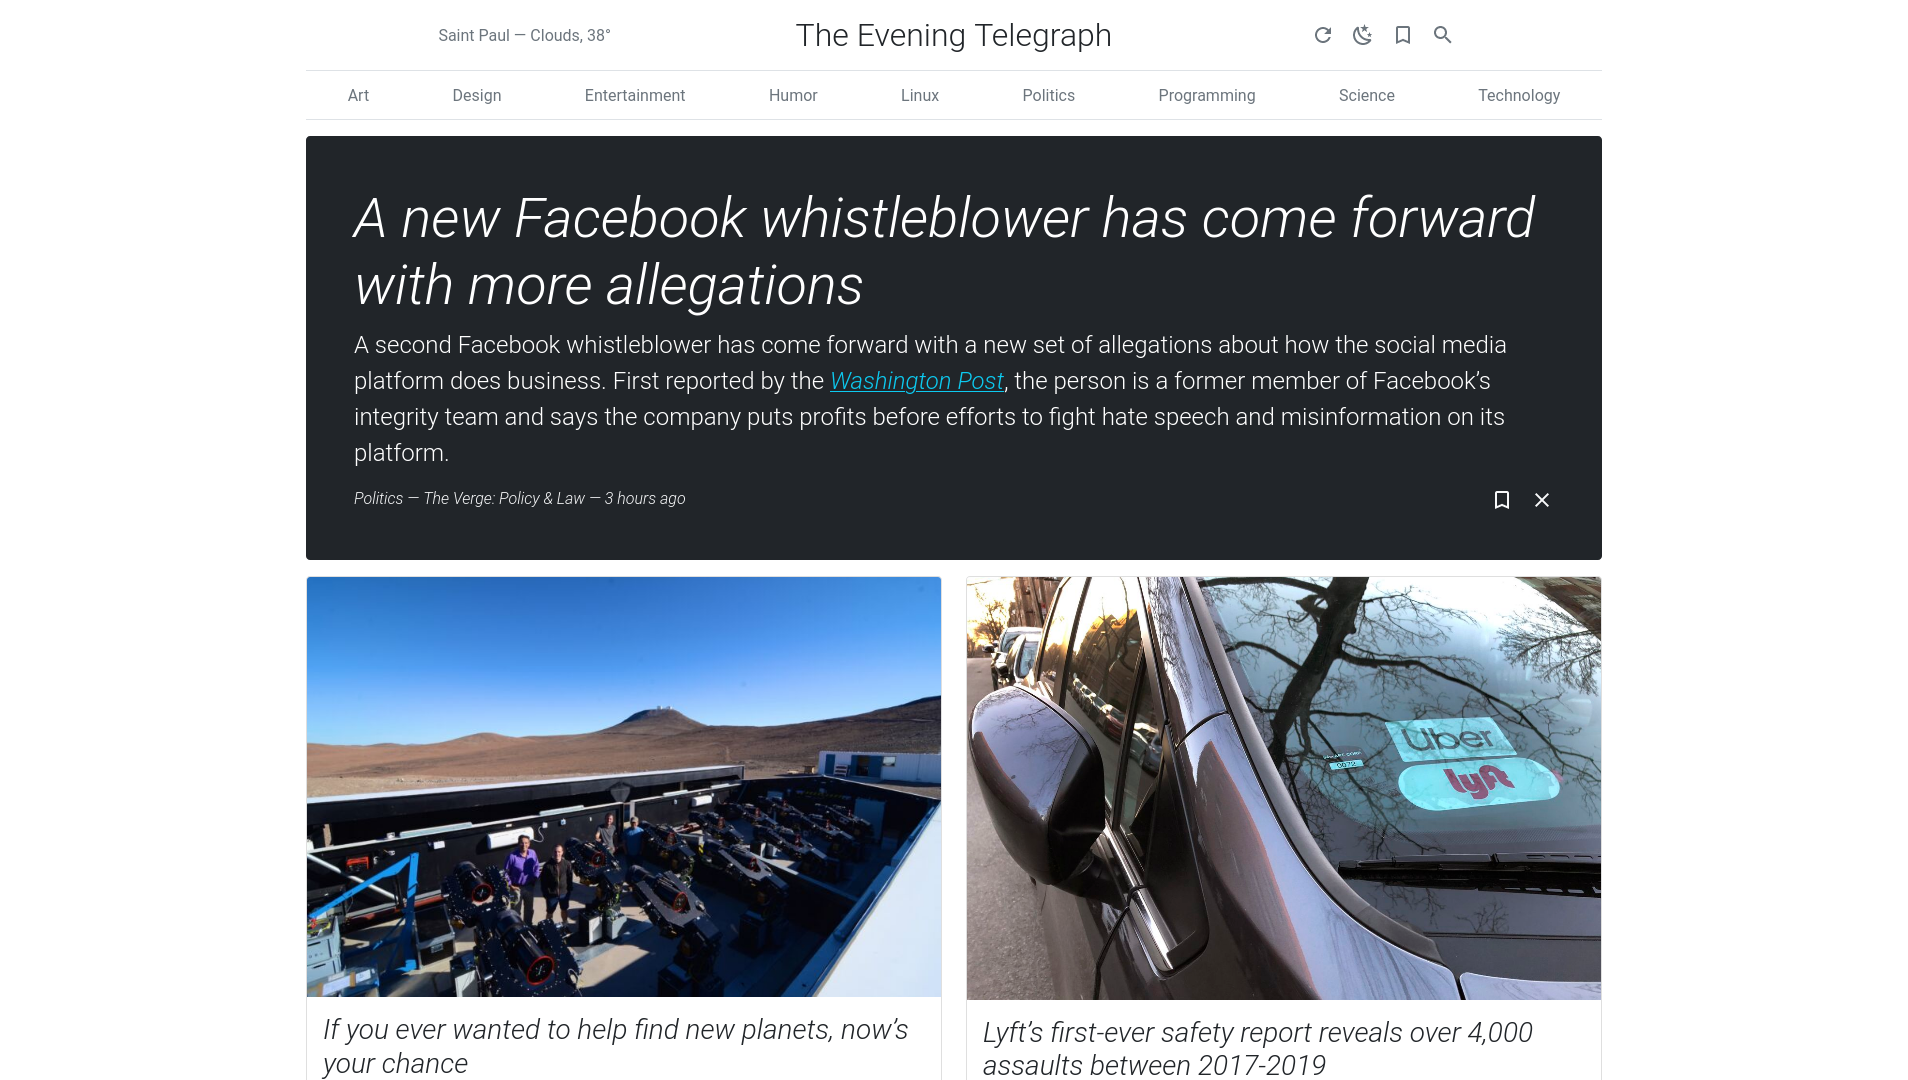 Saint Paul — Clouds, 38°
The Evening Telegraph
Art
Design
Entertainment
Humor
Linux
Politics
Programming
Science
Technology
A new Facebook whistleblower has come forward
with more allegations
A second Facebook whistleblower has come forward with a new set of allegations about how the social media
platform does business. First reported by the Washington Post, the person is a former member of Facebook’s
integrity team and says the company puts profits before efforts to fight hate speech and misinformation on its
platform.
Politics — The Verge: Policy & Law — 3 hours ago
Uber
lyft
If you ever wanted to help find new planets, now’s
your chance
Lyft’s first-ever safety report reveals over 4,000
assaults between 2017-2019